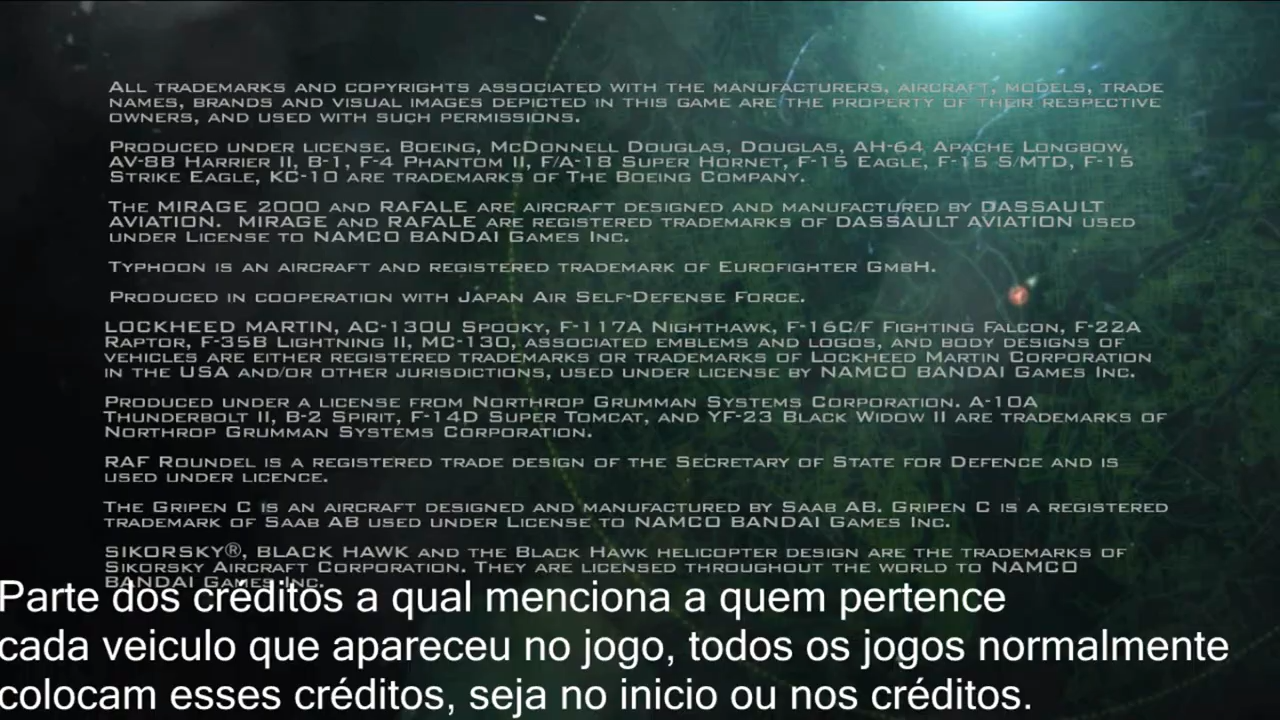 ALL TRADEMARKS AND COPYRIGHTS ASSOCIATED WITH THE MANUFACTURERS, AIRCRAFT, MODELS, TRADE
NAMES, BRANDS AND VISUAL IMAGES DEPICTED IN THIS GAME ARE THE PROPERTY OF THEIR RESPECTIVE
OWNERS, AND USED WITH SUCH PERMISSIONS.
PRODUCED UNDER LICENSE. BOEING, MCDONNELL DOUGLAS, DOUGLAS, AH-64 APACHE LONGBOW,
AV-8B HARRIER II, B-1, F-4 PHANTOM II, F/A-18 SUPER HORNET, F-15 EAGLE, F-15 S/MTD, F-15
STRIKE EAGLE, KC-10 ARE TRADEMARKS OF THE BOEING COMPANY.
THE MIRAGE 2000 AND RAFALE ARE AIRCRAFT DESIGNED AND MANUFACTURED BY DASSAULT
AVIATION. MIRAGE AND RAFALE ARE REGISTERED TRADEMARKS OF DASSAULT AVIATION USED
UNDER LICENSE TO NAMCO BANDAI GAMES INC.
TYPHOON IS AN AIRCRAFT AND REGISTERED TRADEMARK OF EUROFIGHTER GMBH.
PRODUCED IN COOPERATION WITH JAPAN AIR SELF-DEFENSE FORCE.
LOCKHEED MARTIN, AC-130U SPOOKY, F-117A NIGHTHAWK, F-16C/F FIGHTING FALCON, F-22A
RAPTOR, F-35B LIGHTNING II, MC-130, ASSOCIATED EMBLEMS AND LOGOS, AND BODY DESIGNS OF
VEHICLES ARE EITHER REGISTERED TRADEMARKS OR TRADEMARKS OF LOCKHEED MARTIN CORPORATION
IN THE USA AND/OR OTHER JURISDICTIONS, USED UNDER LICENSE BY NAMCO BANDAI GAMES INC.
PRODUCED UNDER A LICENSE FROM NORTHROP GRUMMAN SYSTEMS CORPORATION. A-10A
THUNDERBOLT II, B-2 SPIRIT, F-14D SUPER TOMCAT, AND YF-23 BLACK WIDOW II ARE TRADEMARKS OF
NORTHROP GRUMMAN SYSTEMS CORPORATION.
RAF ROUNDEL IS A REGISTERED TRADE DESIGN OF THE SECRETARY OF STATE FOR DEFENCE AND IS
USED UNDER LICENCE.
THE GRIPEN C IS AN AIRCRAFT DESIGNED AND MANUFACTURED BY SAAB AB. GRIPEN C IS A REGISTERED
TRADEMARK OF SAAB AB USED UNDER LICENSE TO NAMCO BANDAI GAMES INC.
SIKORSKY®, BLACK HAWK AND THE BLACK HAWK HELICOPTER DESIGN ARE THE TRADEMARKS OF
SIKORSKY AIRCRAFT CORPORATION. THEY ARE LICENSED THROUGHOUT THE WORLD TO NAMCO
BANDAI GAMES INC.
Parte dos créditos a qual menciona a quem pertence
cada veiculo que apareceu no jogo, todos os jogos normalmente
colocam esses créditos, seja no inicio ou nos créditos.